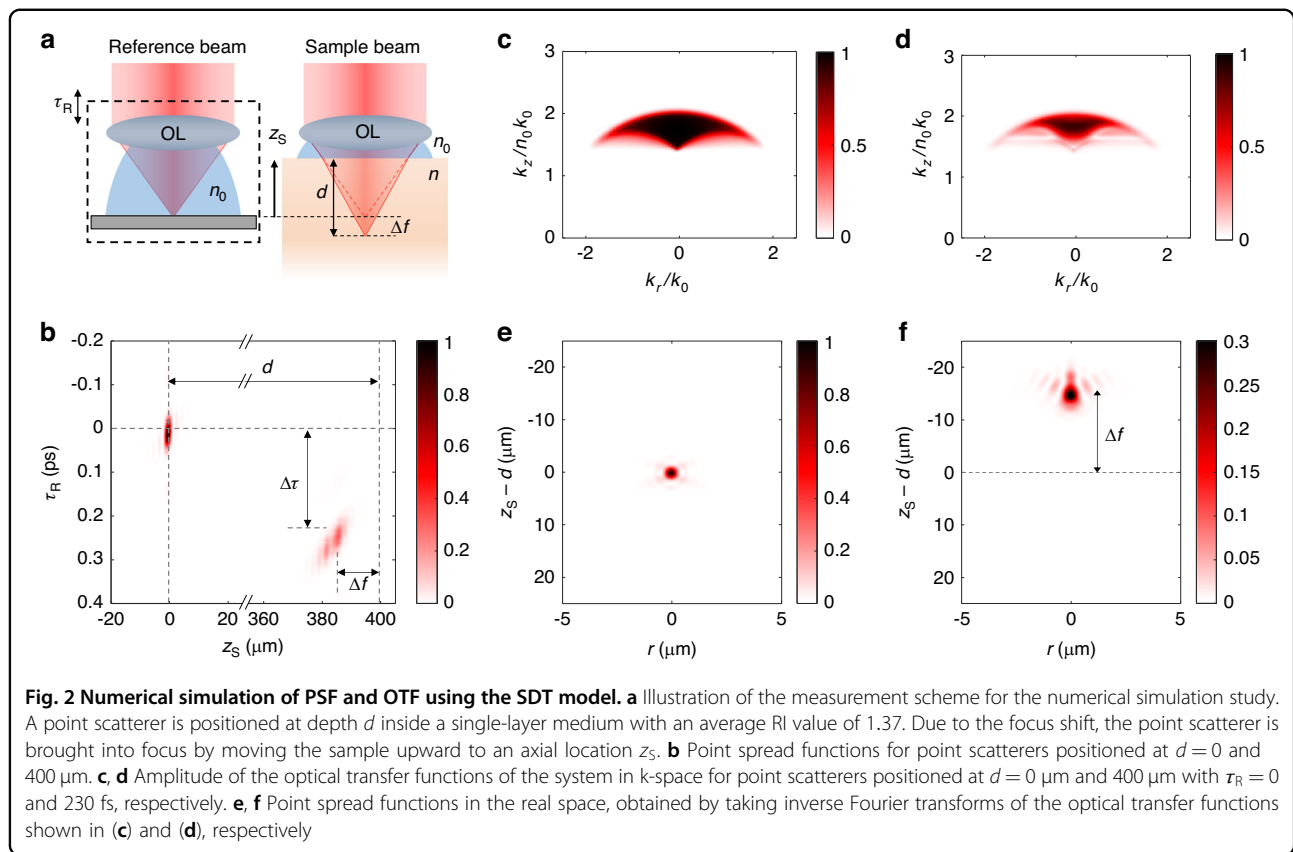 a
Reference beam
Sample beam
τR
OL
OL
zS
n0
n0
n
d
Δf
c
3
2
1
0
kz/n0k0
-2
0
2
kr/k0
1
0.5
0
d
3
2
1
0
kz/n0k0
-2
0
2
kr/k0
1
0.5
0
b
-0.2
-0.1
0
0.1
0.2
0.3
0.4
τR (ps)
d
Δτ
Δf
-20
0
20
360
380
400
zS (μm)
1
0.8
0.6
0.4
0.2
0
e
-20
-10
0
10
20
zS – d (μm)
-5
0
5
r (μm)
1
0.8
0.6
0.4
0.2
0
f
-20
-10
0
10
20
zS – d (μm)
Δf
-5
0
5
r (μm)
0.3
0.25
0.2
0.15
0.1
0.05
0
Fig. 2 Numerical simulation of PSF and OTF using the SDT model. a Illustration of the measurement scheme for the numerical simulation study.
A point scatterer is positioned at depth d inside a single-layer medium with an average RI value of 1.37. Due to the focus shift, the point scatterer is
brought into focus by moving the sample upward to an axial location zS. b Point spread functions for point scatterers positioned at d = 0 and
400 μm. c, d Amplitude of the optical transfer functions of the system in k-space for point scatterers positioned at d = 0 μm and 400 μm with τR = 0
and 230 fs, respectively. e, f Point spread functions in the real space, obtained by taking inverse Fourier transforms of the optical transfer functions
shown in (c) and (d), respectively